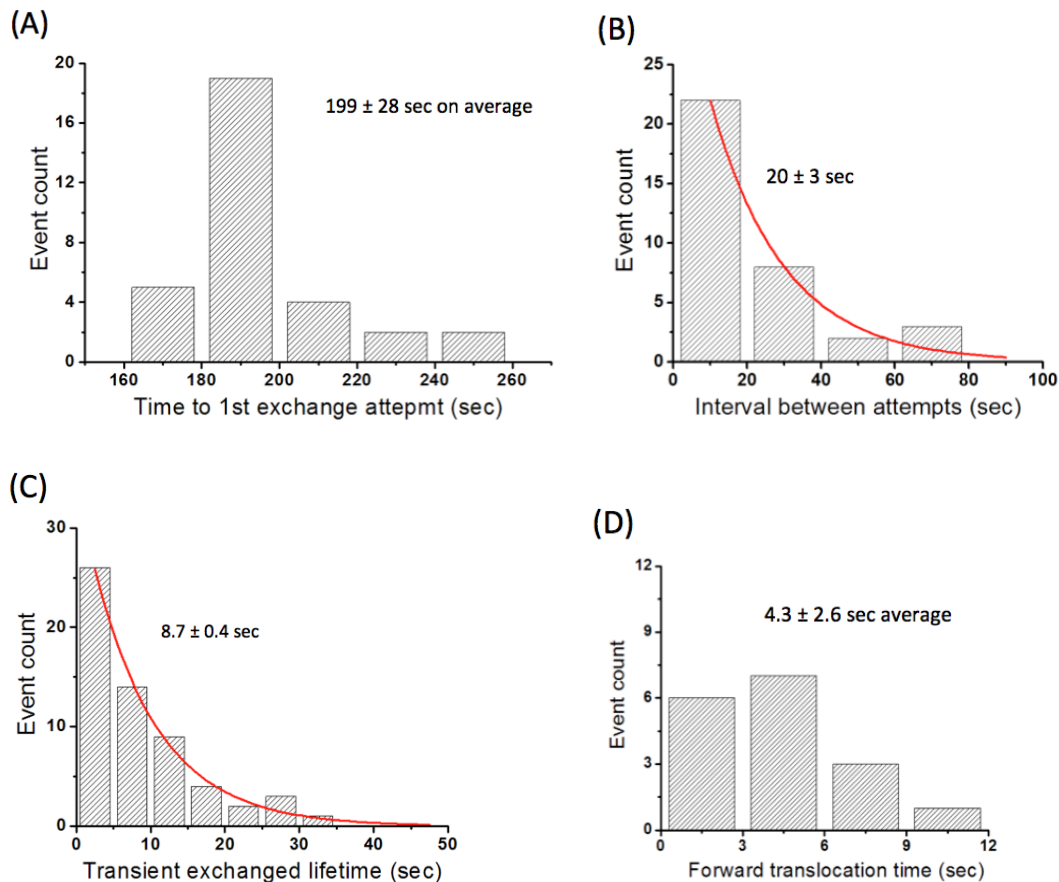 (A)
Event count
20
16
12
8
4
0
199 ± 28 sec on average
160 180 200 220 240 260
Time to 1st exchange attepmt (sec)
(B)
Event count
25
20
15
10
5
0
20 ± 3 sec
0 20 40 60 80 100
Interval between attempts (sec)
(C)
Event count
30
20
10
0
8.7 ± 0.4 sec
0 10 20 30 40 50
Transient exchanged lifetime (sec)
(D)
Event count
12
9
6
3
0
4.3 ± 2.6 sec average
0 3 6 9 12
Forward translocation time (sec)